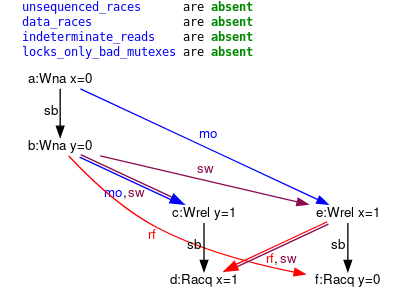 unsequenced_races are absent
data_races are absent
indeterminate_reads are absent
locks_only_bad_mutexes are absent
a:Wna x=0
sb
mo
b:Wna y=0
sw
mo, sw
c:Wrel y=1
e:Wrel x=1
rf
sb
rf, sw
sb
d:Racq x=1
f:Racq y=0